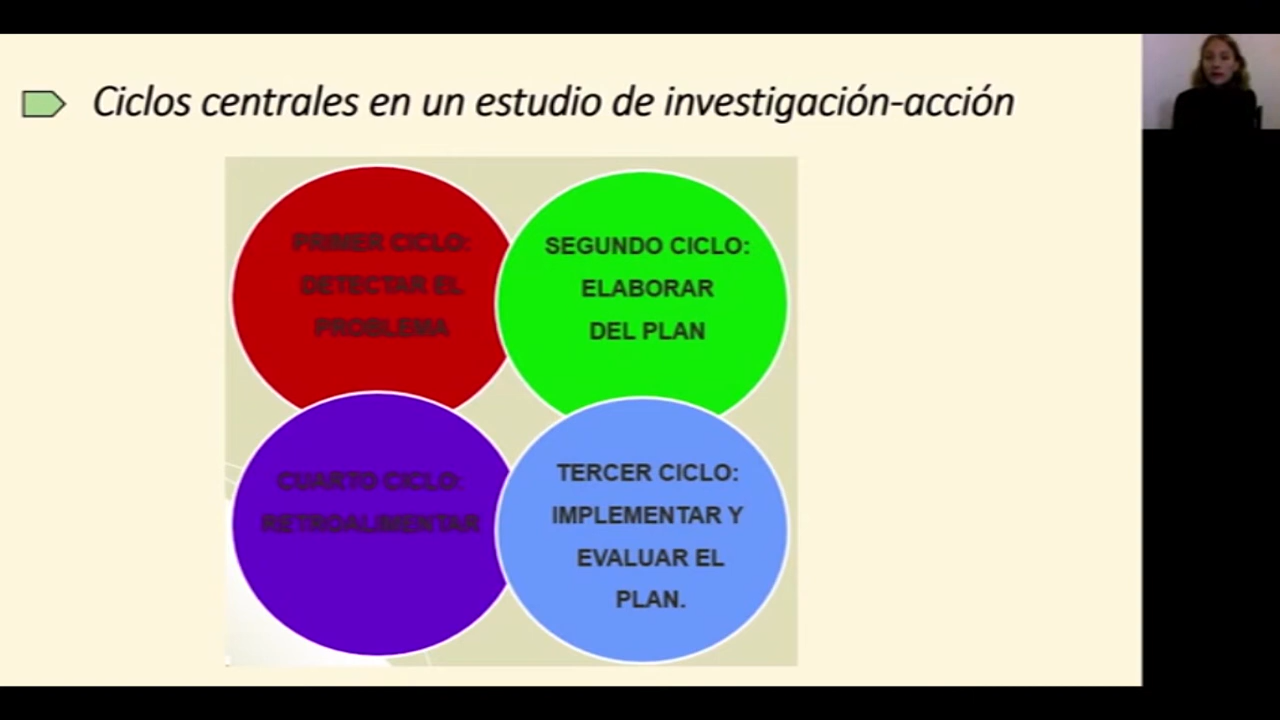 Ciclos centrales en un estudio de investigación-acción
PRIMER CICLO:
DETECTAR EL
PROBLEMA
SEGUNDO CICLO:
ELABORAR
DEL PLAN
TERCER CICLO:
IMPLEMENTAR Y
EVALUAR EL
PLAN.
CUARTO CICLO:
RETROALIMENTAR